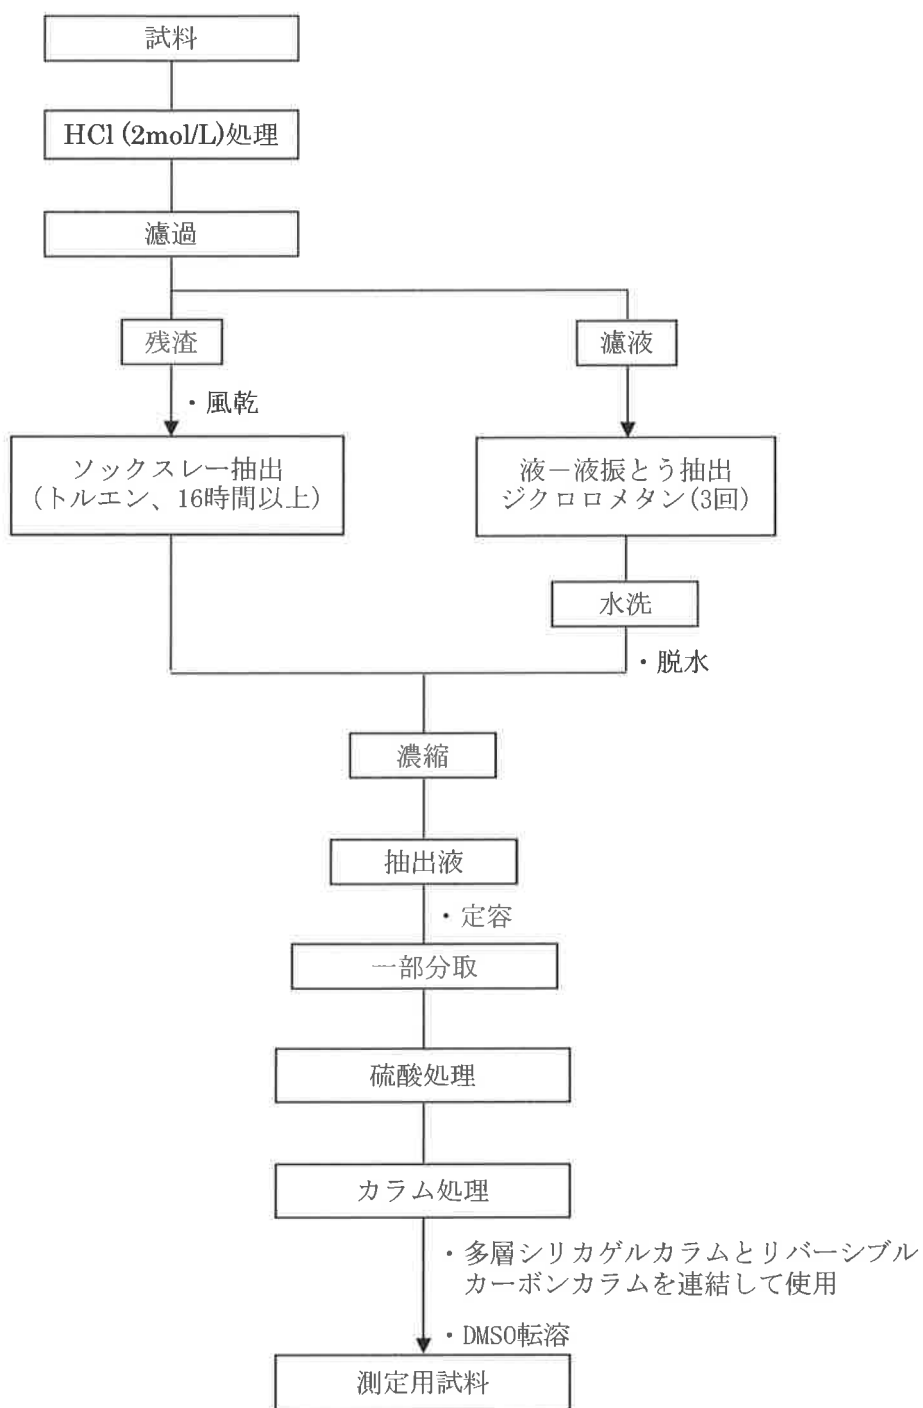 試料
HCl (2mol/L)処理
濾過
残渣
濾液
・風乾
ソックスレー抽出
(トルエン、16時間以上)
液－液振とう抽出
ジクロロメタン(3回)
水洗
・脱水
濃縮
抽出液
・定容
一部分取
硫酸処理
カラム処理
・多層シリカゲルカラムとリバーシブル
カーボンカラムを連結して使用
・DMSO転溶
測定用試料